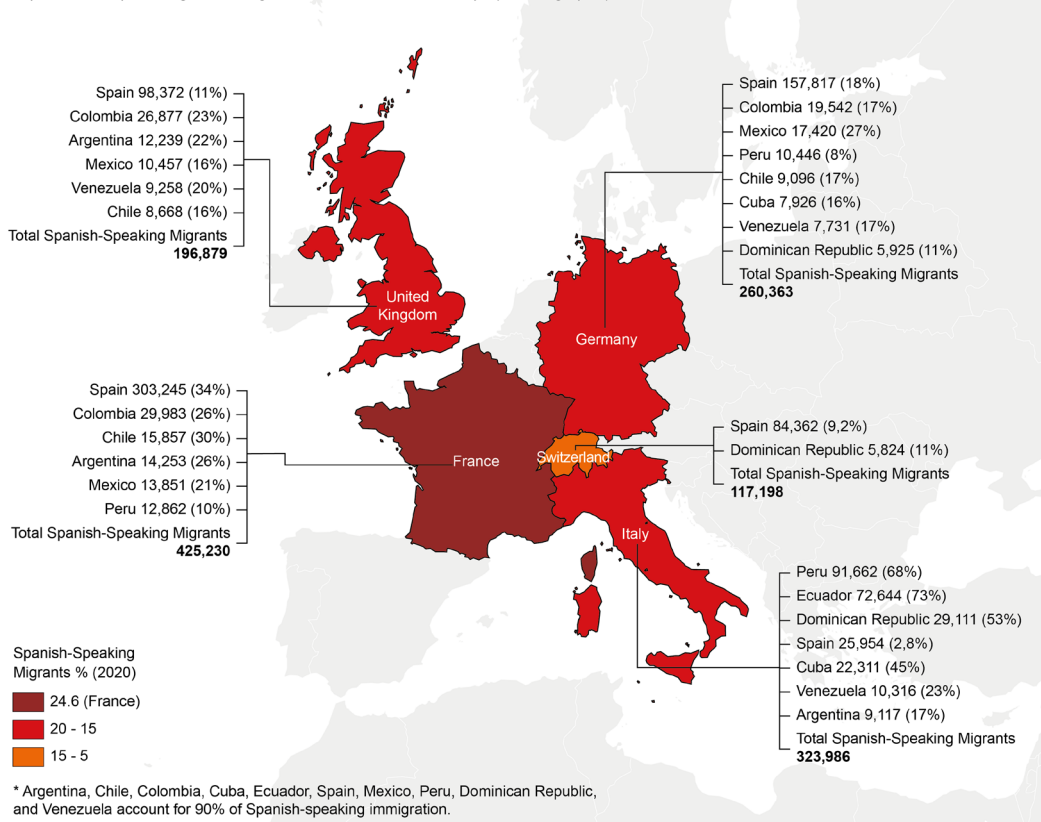 Spain 98,372 (11%)
Colombia 26,877 (23%)
Argentina 12,239 (22%)
Mexico 10,457 (16%)
Venezuela 9,258 (20%)
Chile 8,668 (16%)
Total Spanish-Speaking Migrants
196,879
United
Kingdom
Spain 157,817 (18%)
Colombia 19,542 (17%)
Mexico 17,420 (27%)
Peru 10,446 (8%)
Chile 9,096 (17%)
Cuba 7,926 (16%)
Venezuela 7,731 (17%)
Dominican Republic 5,925 (11%)
Total Spanish-Speaking Migrants
260,363
Germany
Spain 303,245 (34%)
Colombia 29,983 (26%)
Chile 15,857 (30%)
Argentina 14,253 (26%)
Mexico 13,851 (21%)
Peru 12,862 (10%)
Total Spanish-Speaking Migrants
425,230
France
Spain 84,362 (9,2%)
Dominican Republic 5,824 (11%)
Total Spanish-Speaking Migrants
117,198
Switzerland
Italy
Peru 91,662 (68%)
Ecuador 72,644 (73%)
Dominican Republic 29,111 (53%)
Spain 25,954 (2,8%)
Cuba 22,311 (45%)
Venezuela 10,316 (23%)
Argentina 9,117 (17%)
Total Spanish-Speaking Migrants
323,986
Spanish-Speaking
Migrants % (2020)
24.6 (France)
20 - 15
15 - 5
* Argentina, Chile, Colombia, Cuba, Ecuador, Spain, Mexico, Peru, Dominican Republic,
and Venezuela account for 90% of Spanish-speaking immigration.